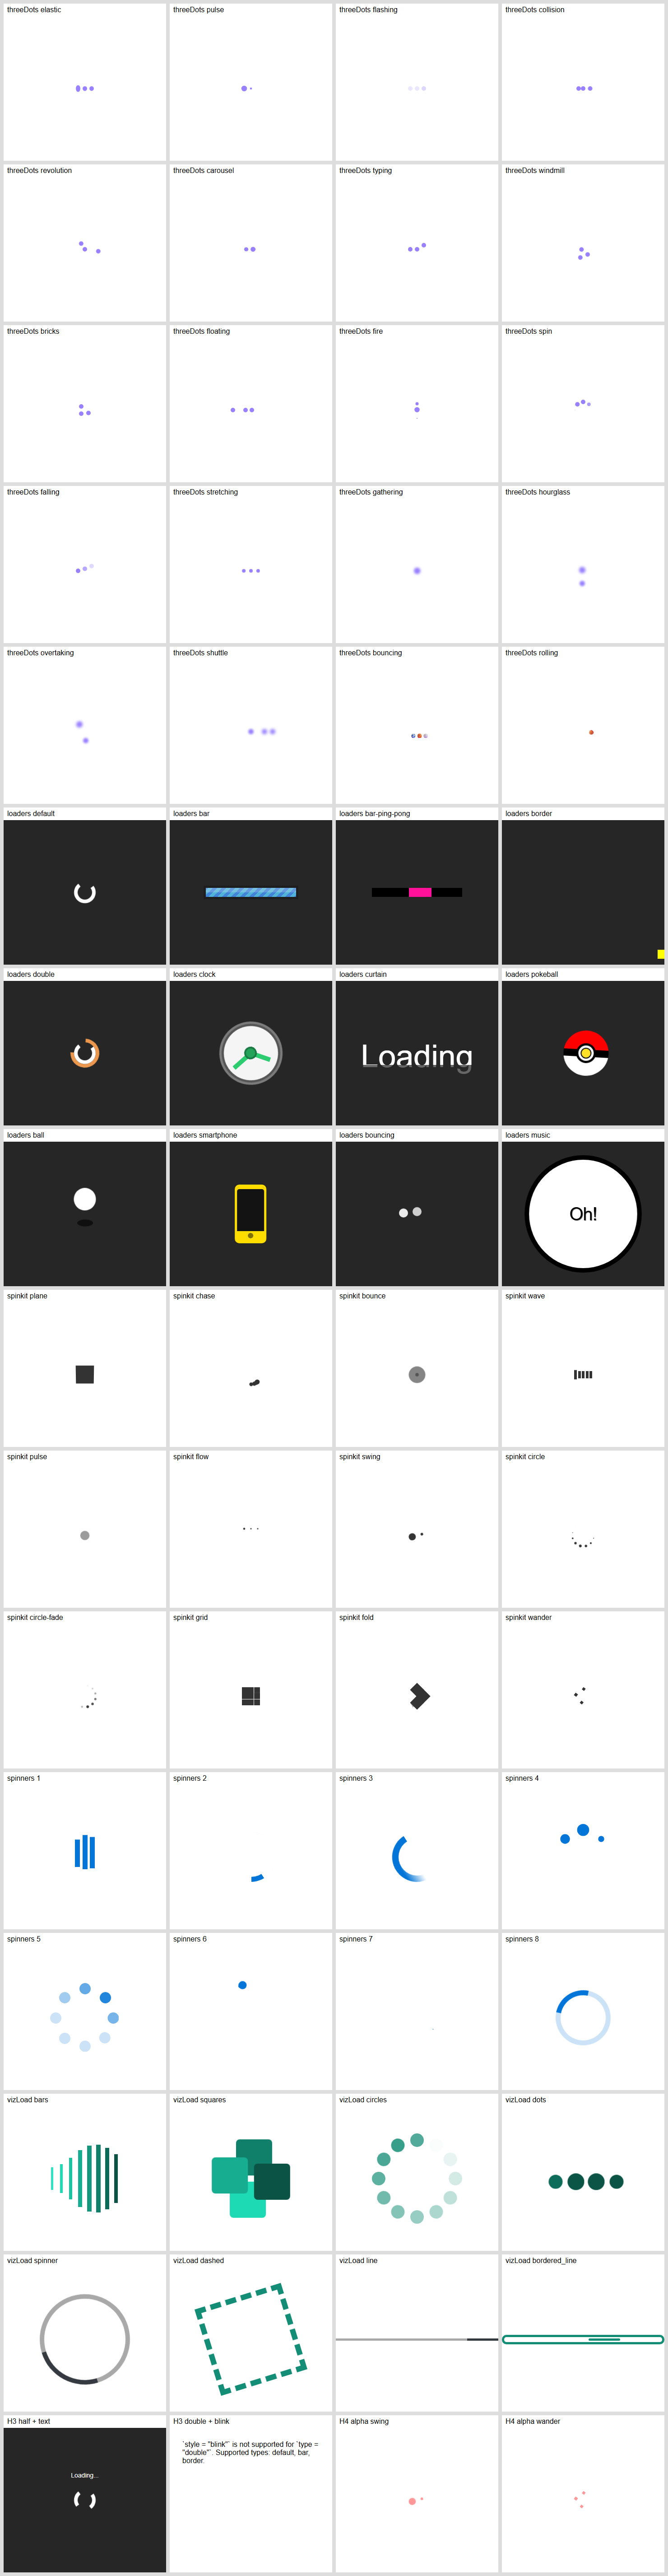 threeDots elastic
threeDots pulse
threeDots flashing
threeDots collision
threeDots revolution
threeDots carousel
threeDots typing
threeDots windmill
threeDots bricks
threeDots floating
threeDots fire
threeDots spin
threeDots falling
threeDots stretching
threeDots gathering
threeDots hourglass
threeDots overtaking
threeDots shuttle
threeDots bouncing
threeDots rolling
loaders default
loaders bar
loaders bar-ping-pong
loaders border
loaders double
loaders clock
loaders curtain
loaders pokeball
Loading
loaders ball
loaders smartphone
loaders bouncing
loaders music
Oh!
spinkit plane
spinkit chase
spinkit bounce
spinkit wave
spinkit pulse
spinkit flow
spinkit swing
spinkit circle
spinkit circle-fade
spinkit grid
spinkit fold
spinkit wander
spinners 1
spinners 2
spinners 3
spinners 4
spinners 5
spinners 6
spinners 7
spinners 8
vizLoad bars
vizLoad squares
vizLoad circles
vizLoad dots
vizLoad spinner
vizLoad dashed
vizLoad line
vizLoad bordered_line
H3 half + text
H3 double + blink
H4 alpha swing
H4 alpha wander
Loading...
`style = "blink"` is not supported for `type =
"double"`. Supported types: default, bar,
border.